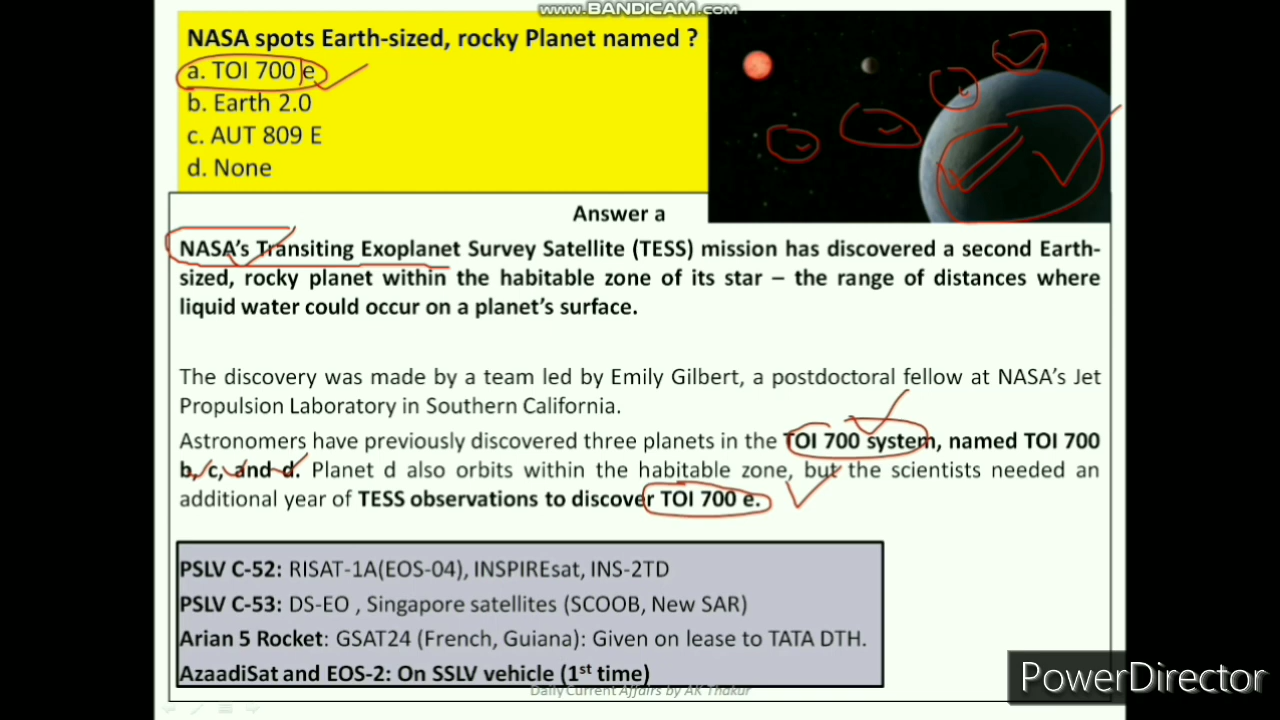 www.BANDICAM.com
NASA spots Earth-sized, rocky Planet named ?
a. TOI 700 e
b. Earth 2.0
c. AUT 809 E
d. None
Answer a
NASA's Transiting Exoplanet Survey Satellite (TESS) mission has discovered a second Earth-
sized, rocky planet within the habitable zone of its star – the range of distances where
liquid water could occur on a planet's surface.
The discovery was made by a team led by Emily Gilbert, a postdoctoral fellow at NASA's Jet
Propulsion Laboratory in Southern California.
Astronomers have previously discovered three planets in the TOI 700 system, named TOI 700
b, c, and d. Planet d also orbits within the habitable zone, but the scientists needed an
additional year of TESS observations to discover TOI 700 e.
PSLV C-52: RISAT-1A(EOS-04), INSPIREsat, INS-2TD
PSLV C-53: DS-EO , Singapore satellites (SCOOB, New SAR)
Arian 5 Rocket: GSAT24 (French, Guiana): Given on lease to TATA DTH.
AzaadiSat and EOS-2: On SSLV vehicle (1st time)
Daily Current Affairs by AK Thakur
PowerDirector